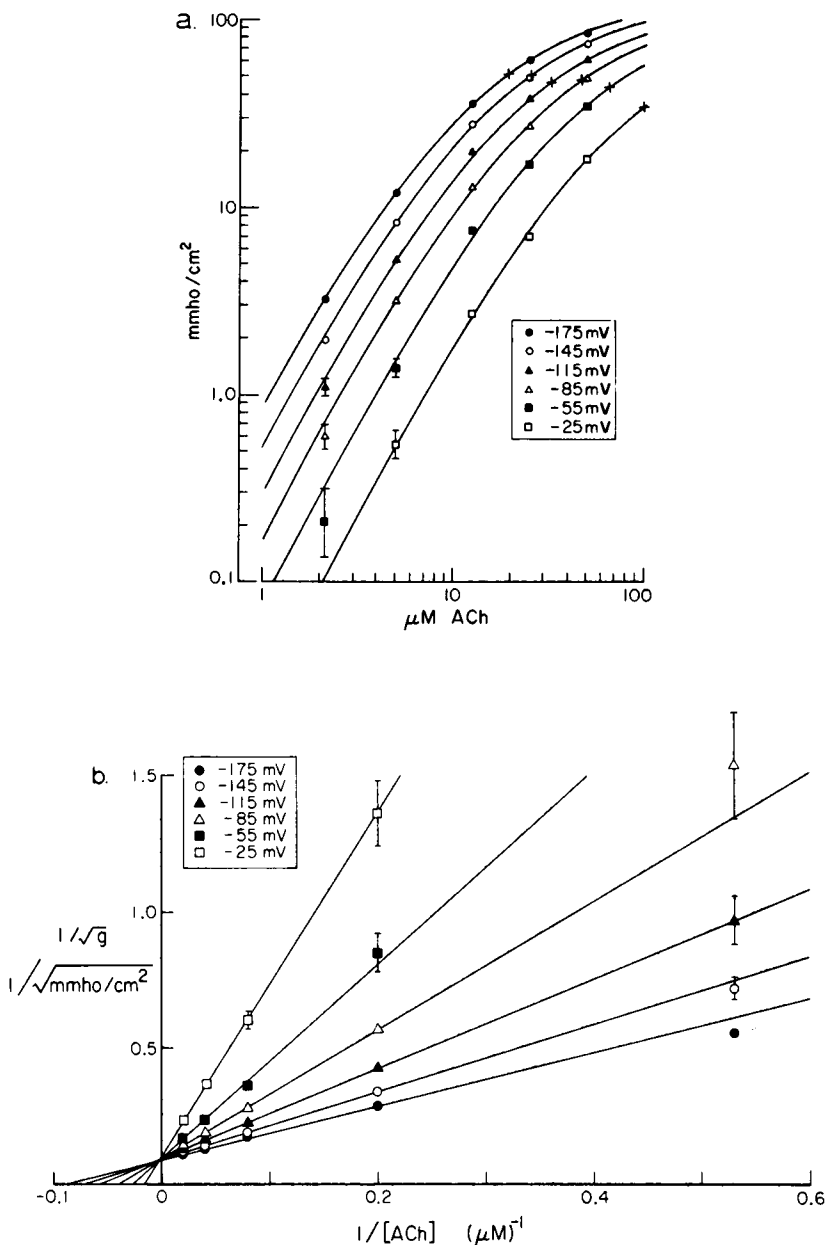 a.
100
10
1.0
0.1
mmho/cm²
1
10
100
μM ACh
-175 mV
-145 mV
-115 mV
-85 mV
-55 mV
-25 mV
b.
-175 mV
-145 mV
-115 mV
-85 mV
-55 mV
-25 mV
1.5
1.0
0.5
1/√g
1/√mmho/cm²
-0.1
0
0.2
0.4
0.6
1/[ACh] (μM)⁻¹